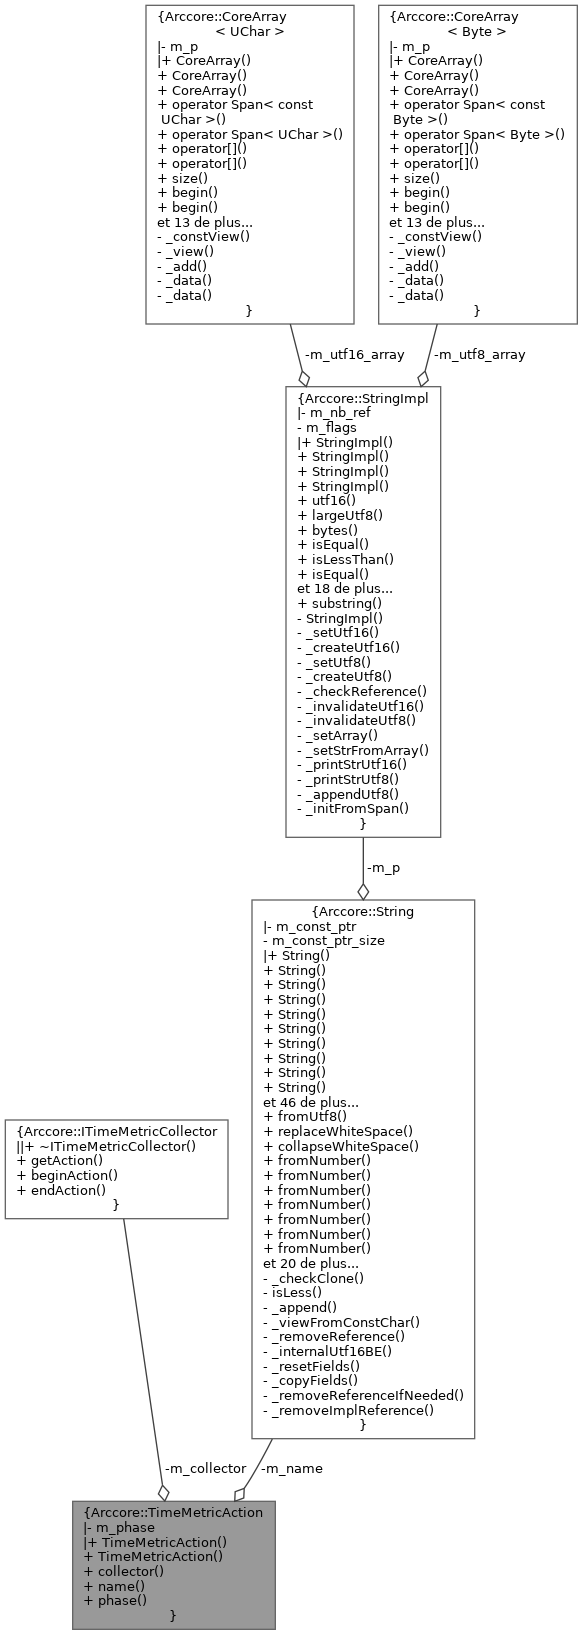 {Arccore::CoreArray
< UChar >
|- m_p
|+ CoreArray()
+ CoreArray()
+ CoreArray()
+ operator Span< const
UChar >()
+ operator Span< UChar >()
+ operator[]()
+ operator[]()
+ size()
+ begin()
+ begin()
et 13 de plus...
- _constView()
- _view()
- _add()
- _data()
- _data()
}
{Arccore::CoreArray
< Byte >
|- m_p
|+ CoreArray()
+ CoreArray()
+ CoreArray()
+ operator Span< const
Byte >()
+ operator Span< Byte >()
+ operator[]()
+ operator[]()
+ size()
+ begin()
+ begin()
et 13 de plus...
- _constView()
- _view()
- _add()
- _data()
- _data()
}
-m_utf16_array
-m_utf8_array
{Arccore::StringImpl
|- m_nb_ref
- m_flags
|+ StringImpl()
+ StringImpl()
+ StringImpl()
+ StringImpl()
+ utf16()
+ largeUtf8()
+ bytes()
+ isEqual()
+ isLessThan()
+ isEqual()
et 18 de plus...
+ substring()
- StringImpl()
- _setUtf16()
- _createUtf16()
- _setUtf8()
- _createUtf8()
- _checkReference()
- _invalidateUtf16()
- _invalidateUtf8()
- _setArray()
- _setStrFromArray()
- _printStrUtf16()
- _printStrUtf8()
- _appendUtf8()
- _initFromSpan()
}
-m_p
{Arccore::String
|- m_const_ptr
- m_const_ptr_size
|+ String()
+ String()
+ String()
+ String()
+ String()
+ String()
+ String()
+ String()
+ String()
+ String()
et 46 de plus...
+ fromUtf8()
+ replaceWhiteSpace()
+ collapseWhiteSpace()
+ fromNumber()
+ fromNumber()
+ fromNumber()
+ fromNumber()
+ fromNumber()
+ fromNumber()
+ fromNumber()
et 20 de plus...
- _checkClone()
- isLess()
- _append()
- _viewFromConstChar()
- _removeReference()
- _internalUtf16BE()
- _resetFields()
- _copyFields()
- _removeReferenceIfNeeded()
- _removeImplReference()
}
{Arccore::ITimeMetricCollector
||+ ~ITimeMetricCollector()
+ getAction()
+ beginAction()
+ endAction()
}
-m_collector
-m_name
{Arccore::TimeMetricAction
|- m_phase
|+ TimeMetricAction()
+ TimeMetricAction()
+ collector()
+ name()
+ phase()
}